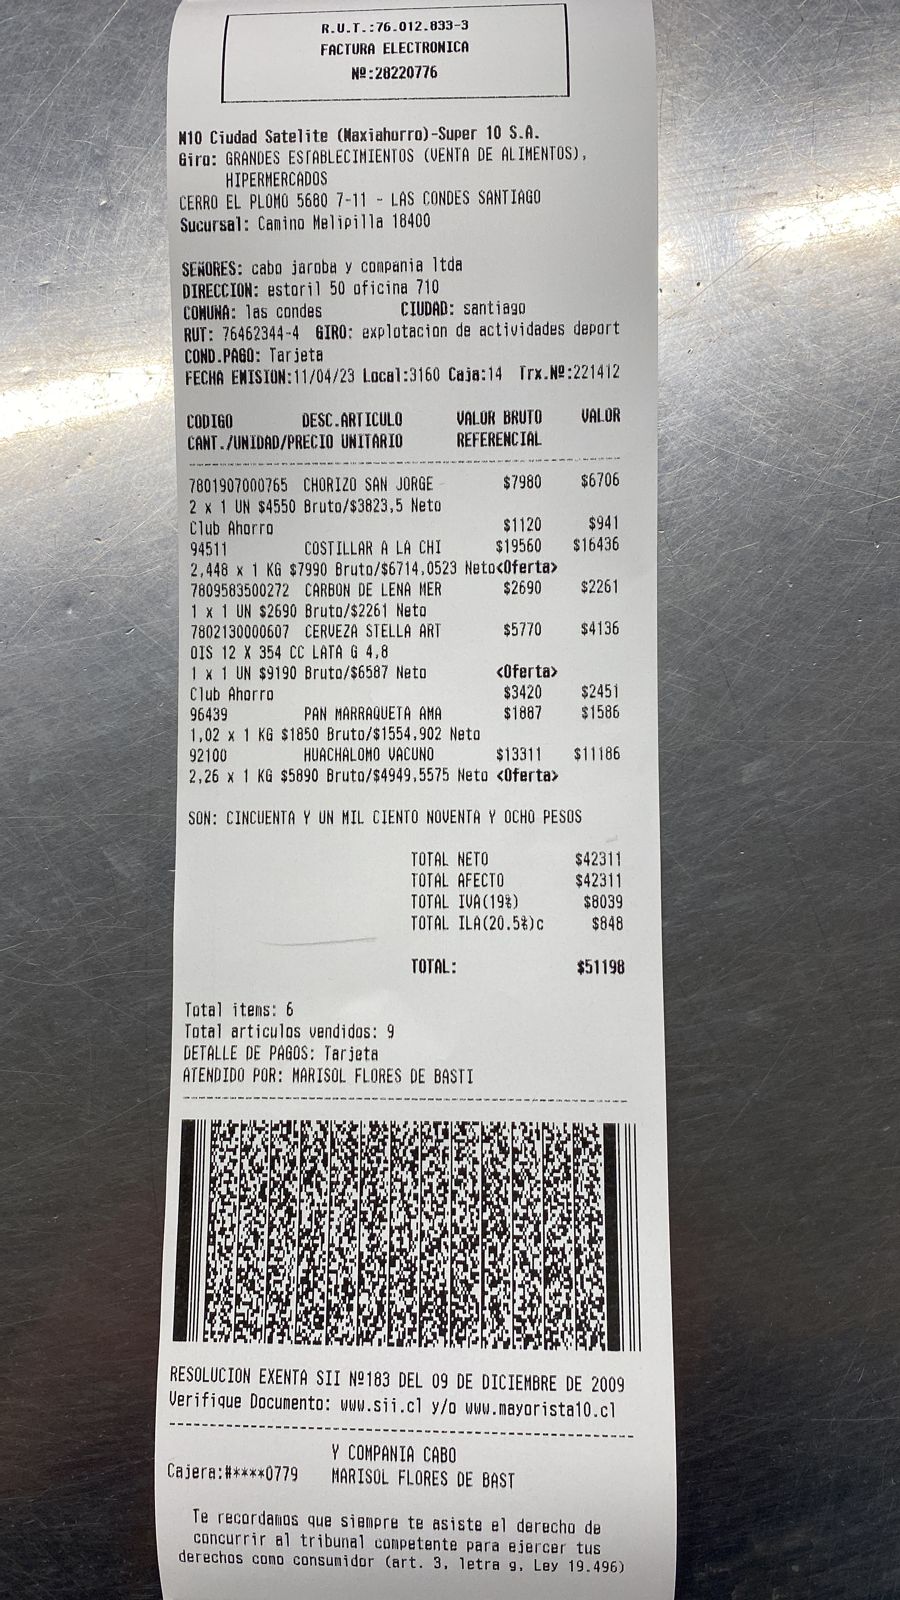 R.U.T.:76.012.833-3
FACTURA ELECTRONICA
Nº:28220776
M10 Ciudad Satelite (Maxiahorro)-Super 10 S.A.
Giro: GRANDES ESTABLECIMIENTOS (VENTA DE ALIMENTOS),
HIPERMERCADOS
CERRO EL PLOMO 5680 7-11 - LAS CONDES SANTIAGO
Sucursal: Camino Melipilla 18400
SEÑORES: cabo jaroba y compania ltda
DIRECCION: estoril 50 oficina 710
COMUNA: las condes CIUDAD: santiago
RUT: 76462344-4 GIRO: explotacion de actividades deport
COND.PAGO: Tarjeta
FECHA EMISION:11/04/23 Local:3160 Caja:14 Trx.Nº:221412
CODIGO DESC.ARTICULO VALOR BRUTO VALOR
CANT./UNIDAD/PRECIO UNITARIO REFERENCIAL
7801907000765 CHORIZO SAN JORGE $7980 $6706
2 x 1 UN $4550 Bruto/$3823,5 Neto
Club Ahorro $1120 $941
94511 COSTILLAR A LA CHI $19560 $16436
2,448 x 1 KG $7990 Bruto/$6714,0523 Neto<Oferta>
7809583500272 CARBON DE LENA MER $2690 $2261
1 x 1 UN $2690 Bruto/$2261 Neto
7802130000607 CERVEZA STELLA ART $5770 $4136
OIS 12 X 354 CC LATA G 4,8
1 x 1 UN $9190 Bruto/$6587 Neto <Oferta>
Club Ahorro $3420 $2451
96439 PAN MARRAQUETA AMA $1887 $1586
1,02 x 1 KG $1850 Bruto/$1554,902 Neto
92100 HUACHALOMO VACUNO $13311 $11186
2,26 x 1 KG $5890 Bruto/$4949,5575 Neto <Oferta>
SON: CINCUENTA Y UN MIL CIENTO NOVENTA Y OCHO PESOS
TOTAL NETO $42311
TOTAL AFECTO $42311
TOTAL IVA(19%) $8039
TOTAL ILA(20.5%)c $848
TOTAL: $51198
Total items: 6
Total articulos vendidos: 9
DETALLE DE PAGOS: Tarjeta
ATENDIDO POR: MARISOL FLORES DE BASTI
RESOLUCION EXENTA SII Nº183 DEL 09 DE DICIEMBRE DE 2009
Verifique Documento: www.sii.cl y/o www.mayorista10.cl
Y COMPANIA CABO
Cajera:#****0779 MARISOL FLORES DE BAST
Te recordamos que siempre te asiste el derecho de
concurrir al tribunal competente para ejercer tus
derechos como consumidor (art. 3, letra g, Ley 19.496)